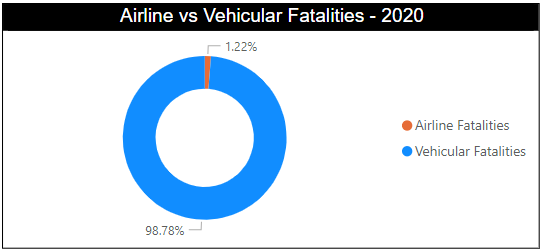 Airline vs Vehicular Fatalities - 2020
1.22%
Airline Fatalities
Vehicular Fatalities
98.78%